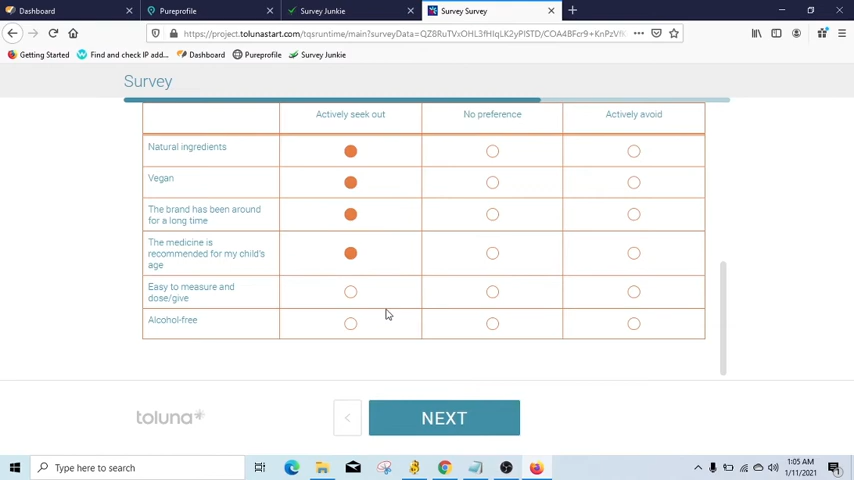 Dashboard
Pureprofile
Survey Junkie
Survey Survey
https://project.tolunastart.com/tqsruntime/main?surveyData=
Getting Started
Find and check IP add...
Dashboard
Pureprofile
Survey Junkie
Survey
Actively seek out
No preference
Actively avoid
Natural ingredients
Vegan
The brand has been around
for a long time
The medicine is
recommended for my child's
age
Easy to measure and
dose/give
Alcohol-free
toluna*
<
NEXT
Type here to search
1:05 AM
1/11/2021